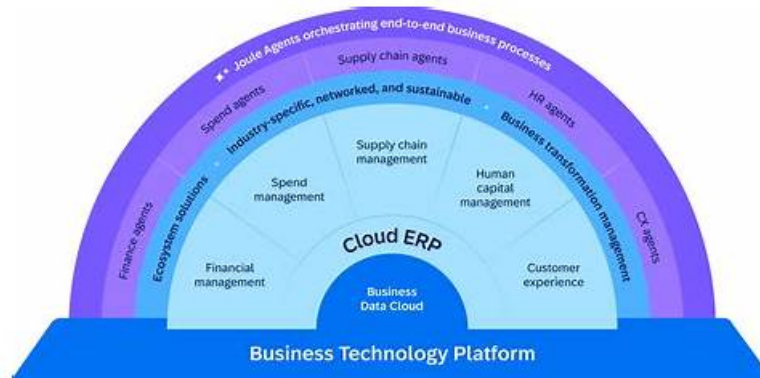 Joule Agents orchestrating end-to-end business processes
Finance agents
Spend agents
Supply chain agents
HR agents
CX agents
Ecosystem solutions
Industry-specific, networked, and sustainable
Business transformation management
Financial
management
Spend
management
Supply chain
management
Human
capital
management
Customer
experience
Cloud ERP
Business
Data Cloud
Business Technology Platform